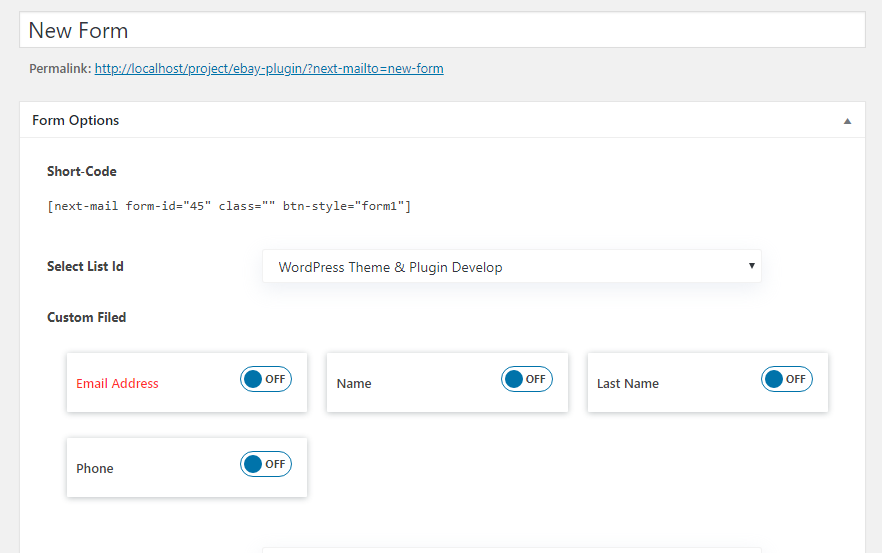 New Form
Permalink: http://localhost/project/ebay-plugin/?next-mailto=new-form
Form Options
Short-Code
[next-mail form-id="45" class="" btn-style="form1"]
Select List Id WordPress Theme & Plugin Develop
Custom Filed
Email Address OFF Name OFF Last Name OFF
Phone OFF